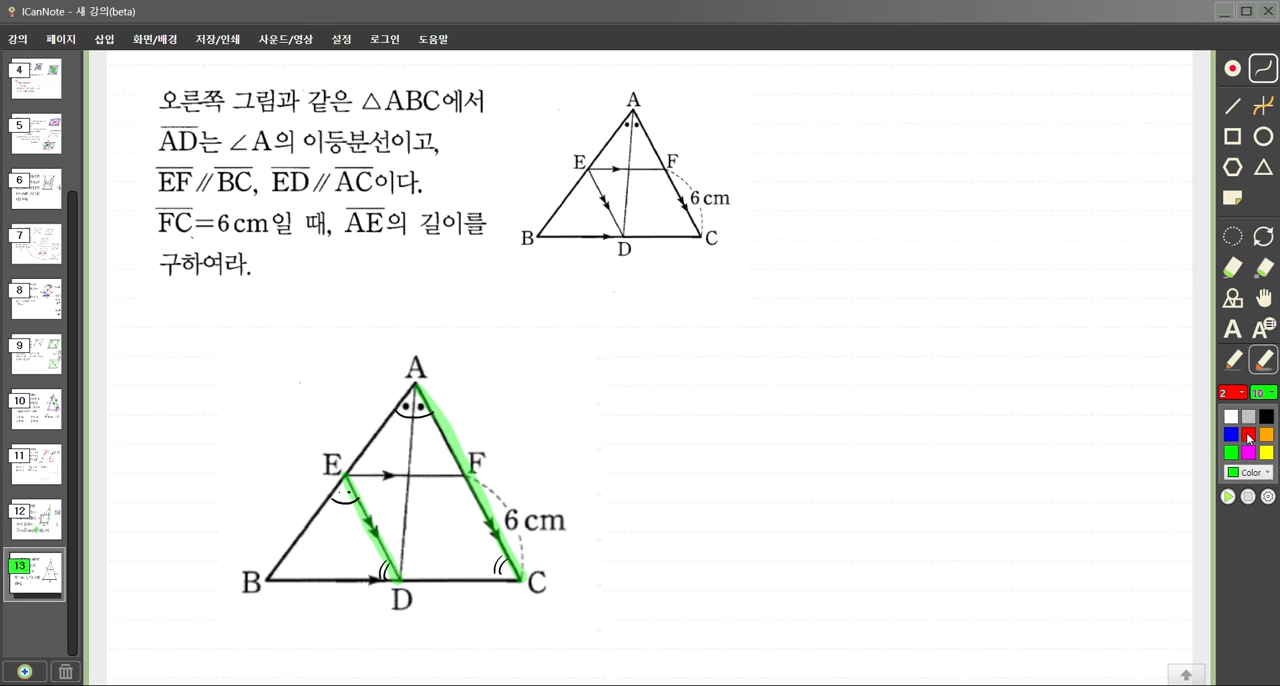 ICanNote - 새 강의(beta)
강의 페이지 삽입 화면/배경 저장/인쇄 사운드/영상 설정 로그인 도움말
4
5
6
7
8
9
10
11
12
13
오른쪽 그림과 같은 △ABC에서
AD는 ∠A의 이등분선이고,
EF∥BC, ED∥AC이다.
FC=6cm일 때, AE의 길이를
구하여라.
A
E F
6 cm
B C
D
A
E F
6 cm
B C
D
A A
2 10
Color